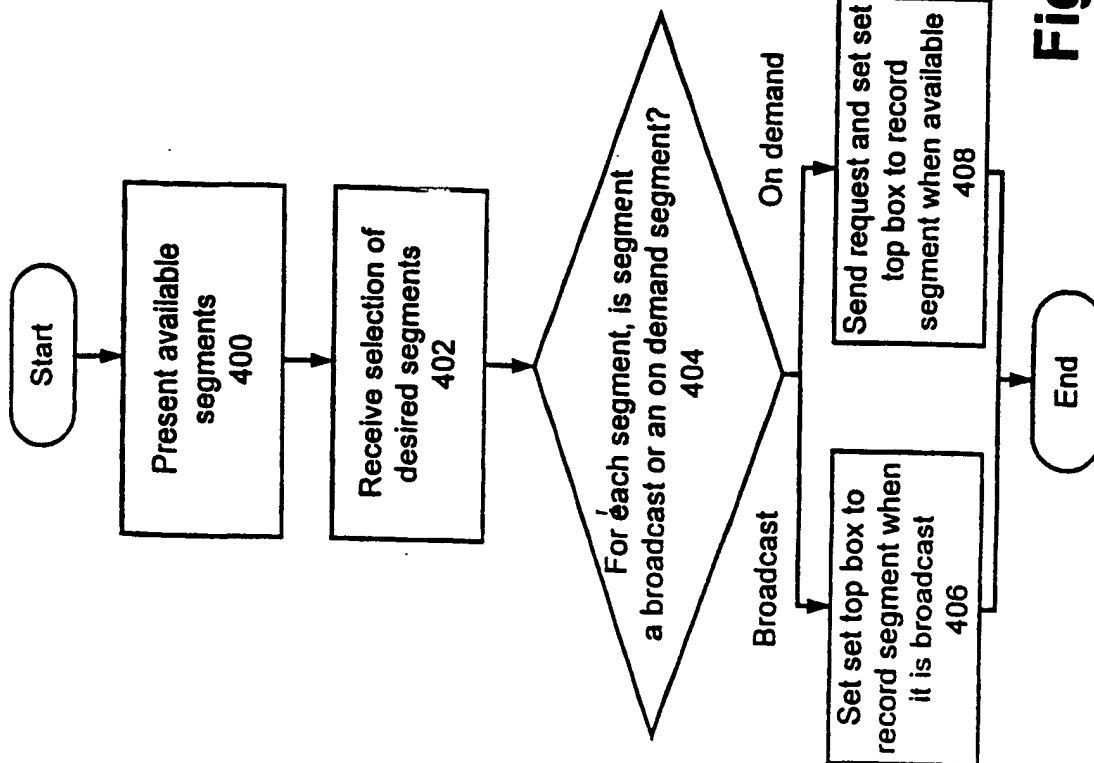 Start
Present available
segments
400
Receive selection of
desired segments
402
For each segment, is segment
a broadcast or an on demand segment?
404
Broadcast
On demand
Set set top box to
record segment when
it is broadcast
406
Send request and set set
top box to record
segment when available
408
End
Fig